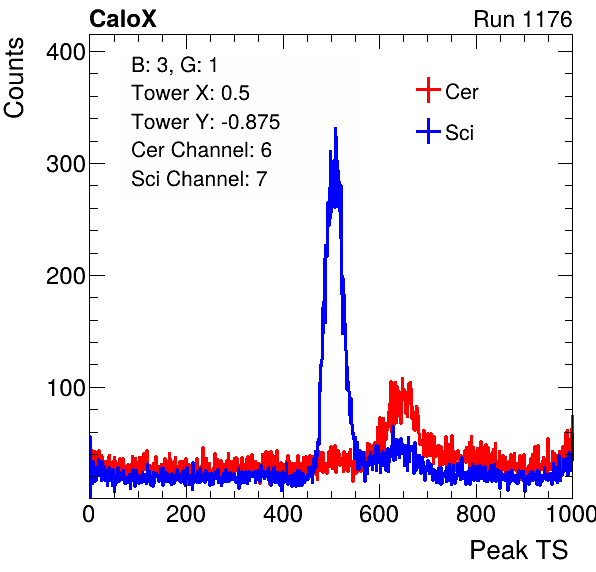 CaloX
Run 1176
Counts
400
300
200
100
B: 3, G: 1
Tower X: 0.5
Tower Y: -0.875
Cer Channel: 6
Sci Channel: 7
Cer
Sci
0
200
400
600
800
1000
Peak TS